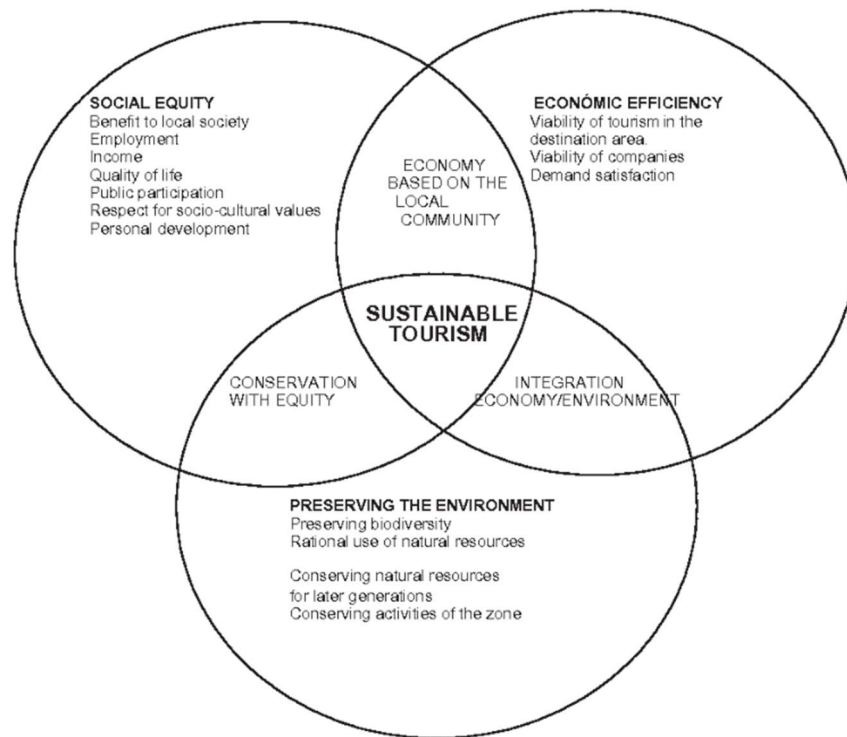 SOCIAL EQUITY
Benefit to local society
Employment
Income
Quality of life
Public participation
Respect for socio-cultural values
Personal development
ECONÓMIC EFFICIENCY
Viability of tourism in the
destination area.
Viability of companies
Demand satisfaction
ECONOMY
BASED ON THE
LOCAL
COMMUNITY
SUSTAINABLE
TOURISM
CONSERVATION
WITH EQUITY
INTEGRATION
ECONOMY/ENVIRONMENT
PRESERVING THE ENVIRONMENT
Preserving biodiversity
Rational use of natural resources
Conserving natural resources
for later generations
Conserving activities of the zone